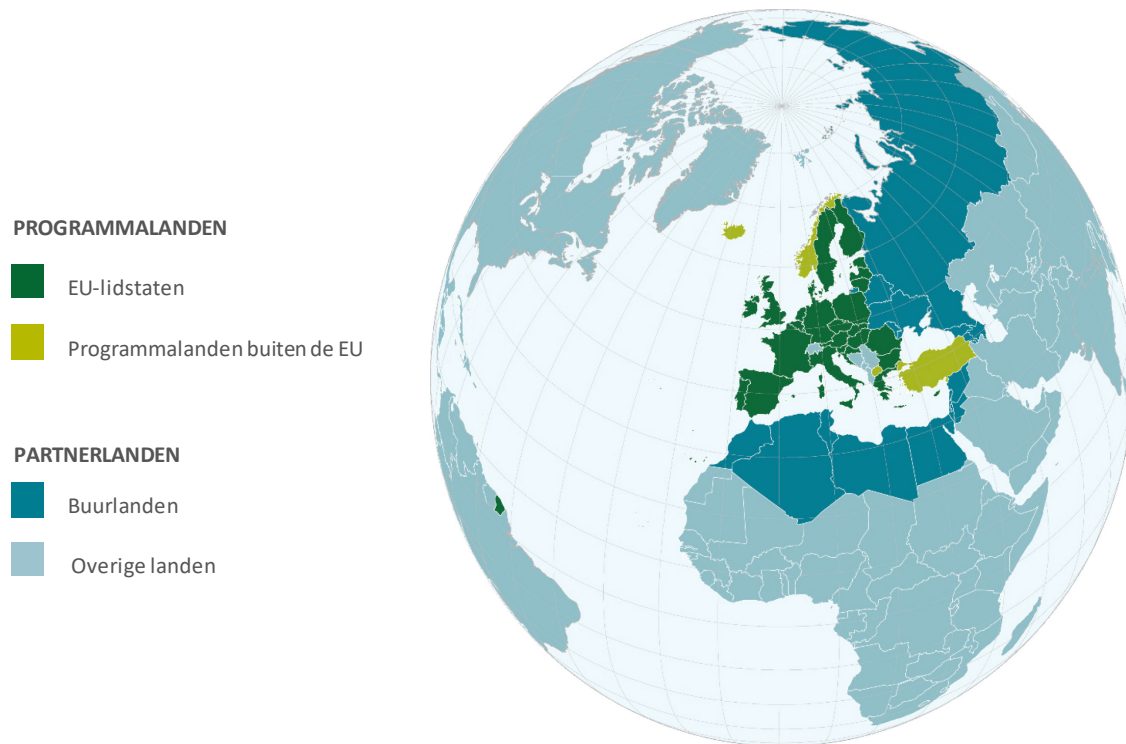 PROGRAMMALANDEN
EU-lidstaten
Programmalanden buiten de EU
PARTNERLANDEN
Buurlanden
Overige landen